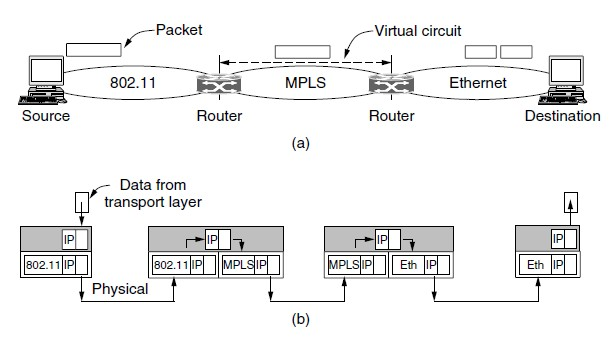 Packet
Virtual circuit
802.11
MPLS
Ethernet
Source
Router
Router
Destination
(a)
Data from
transport layer
IP
IP
IP
IP
802.11 IP
802.11 IP
MPLS IP
MPLS IP
Eth IP
Eth IP
Physical
(b)